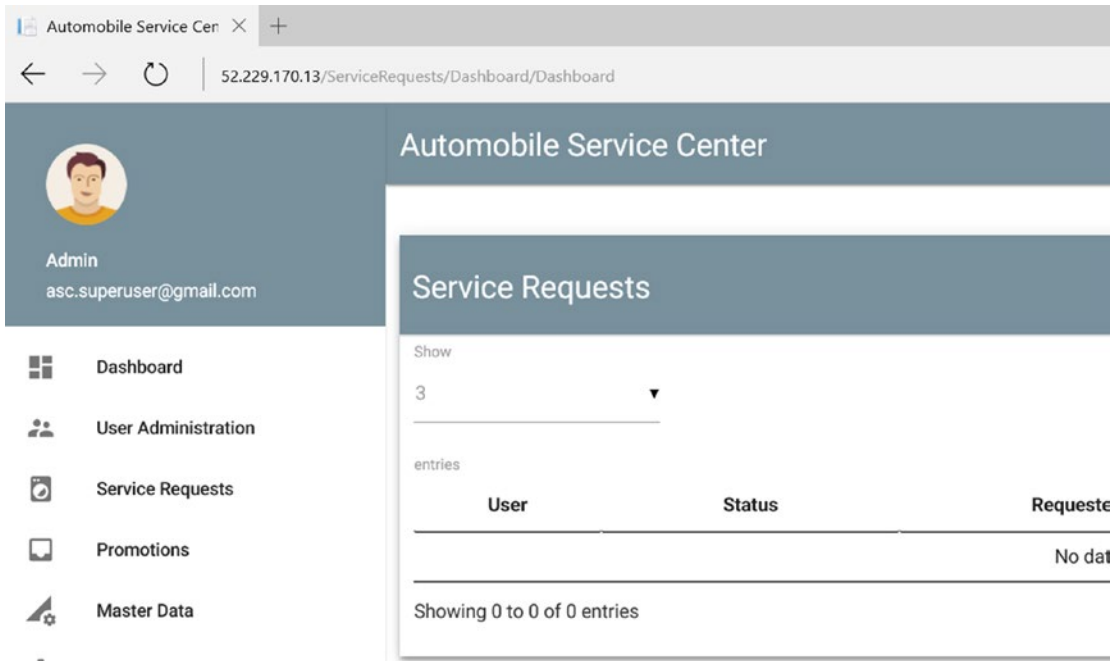 Automobile Service Cen
52.229.170.13/ServiceRequests/Dashboard/Dashboard
Automobile Service Center
Admin
asc.superuser@gmail.com
Service Requests
Dashboard
User Administration
Service Requests
Promotions
Master Data
Show
3
entries
User Status Requeste
No dat
Showing 0 to 0 of 0 entries